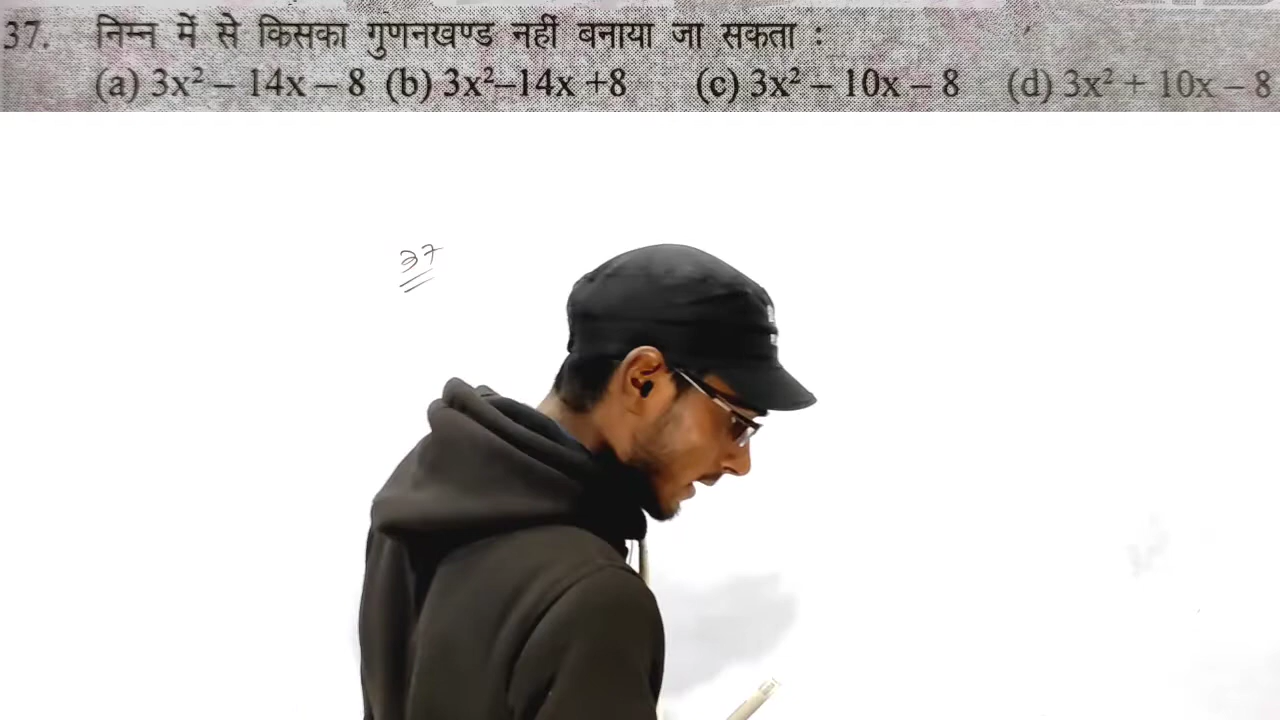 37. निम्न में से किसका गुणनखण्ड नहीं बनाया जा सकता :
(a) 3x² – 14x – 8 (b) 3x²–14x +8 (c) 3x² – 10x – 8 (d) 3x² + 10x – 8
37